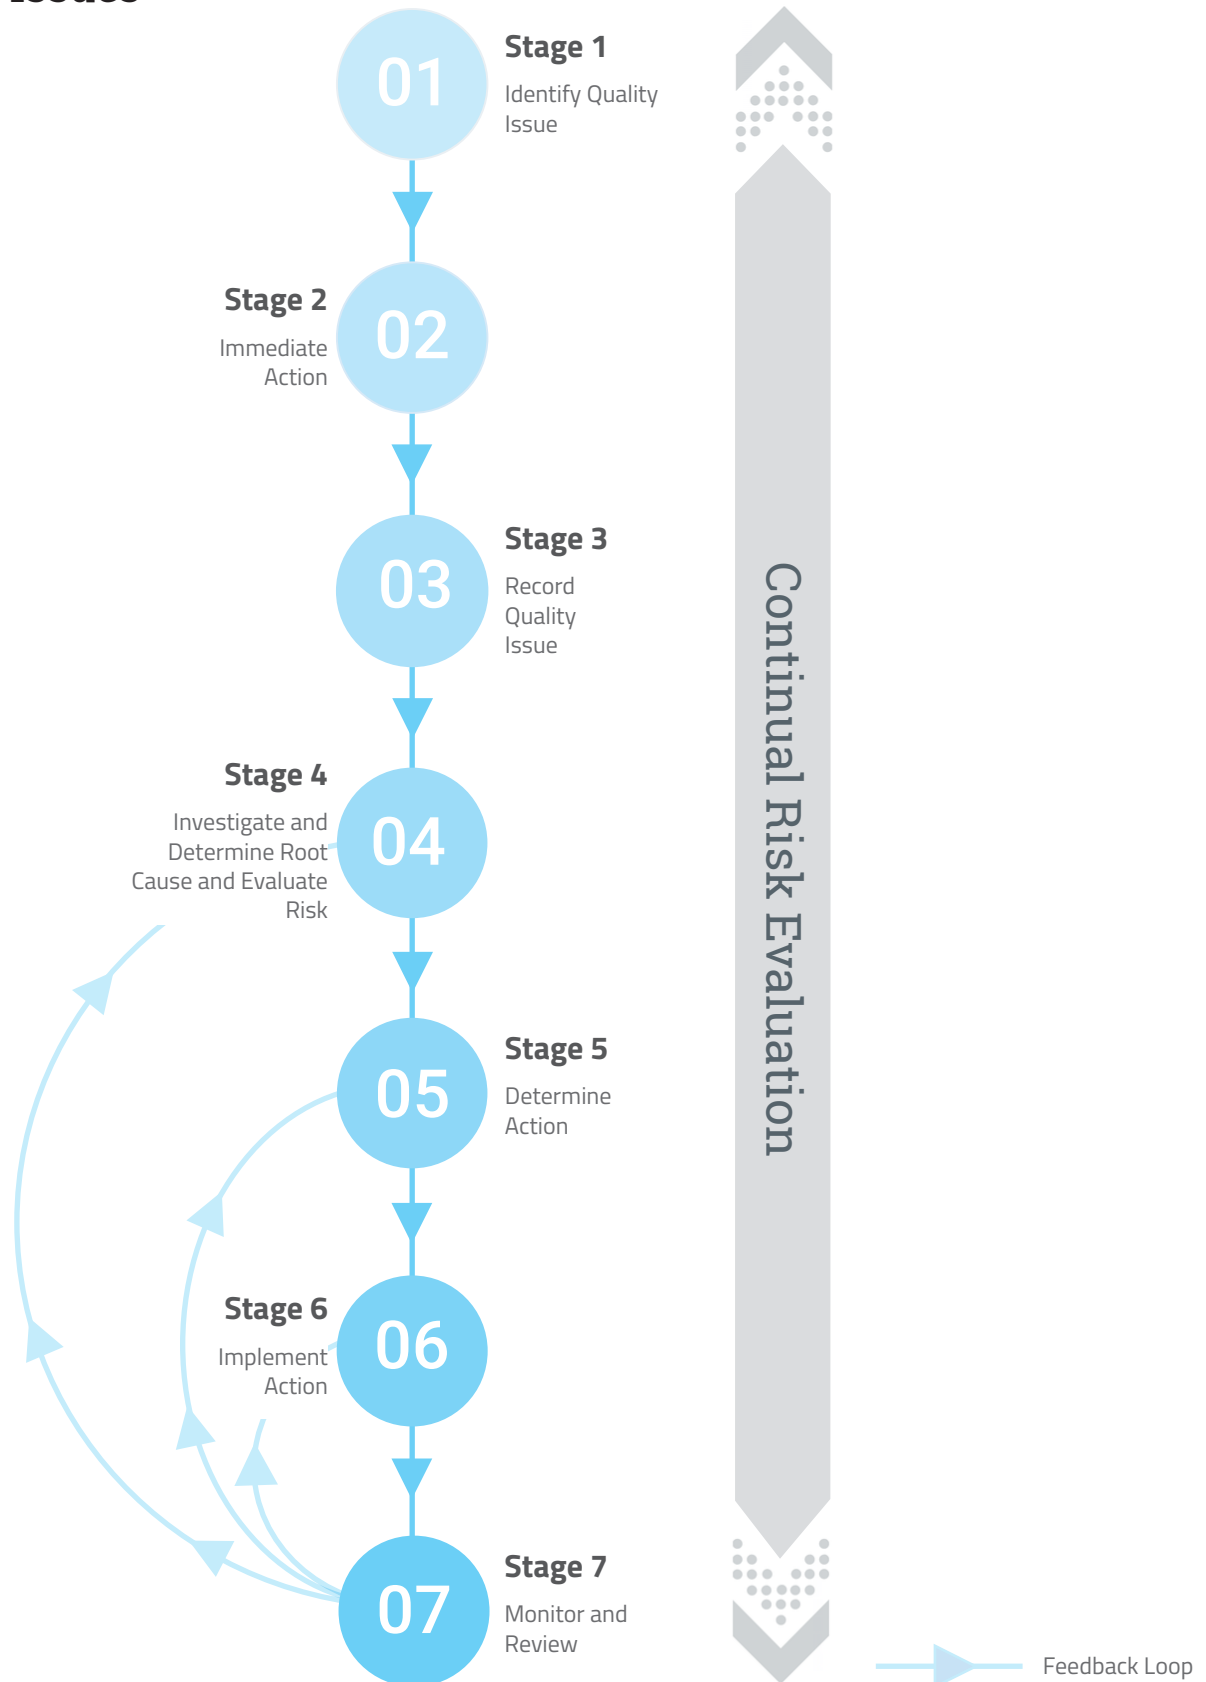 Issues
01
Stage 1
Identify Quality
Issue
Stage 2
Immediate
Action
02
03
Stage 3
Record
Quality
Issue
Stage 4
Investigate and
Determine Root
Cause and Evaluate
Risk
04
05
Stage 5
Determine
Action
Stage 6
Implement
Action
06
07
Stage 7
Monitor and
Review
Continual Risk Evaluation
Feedback Loop